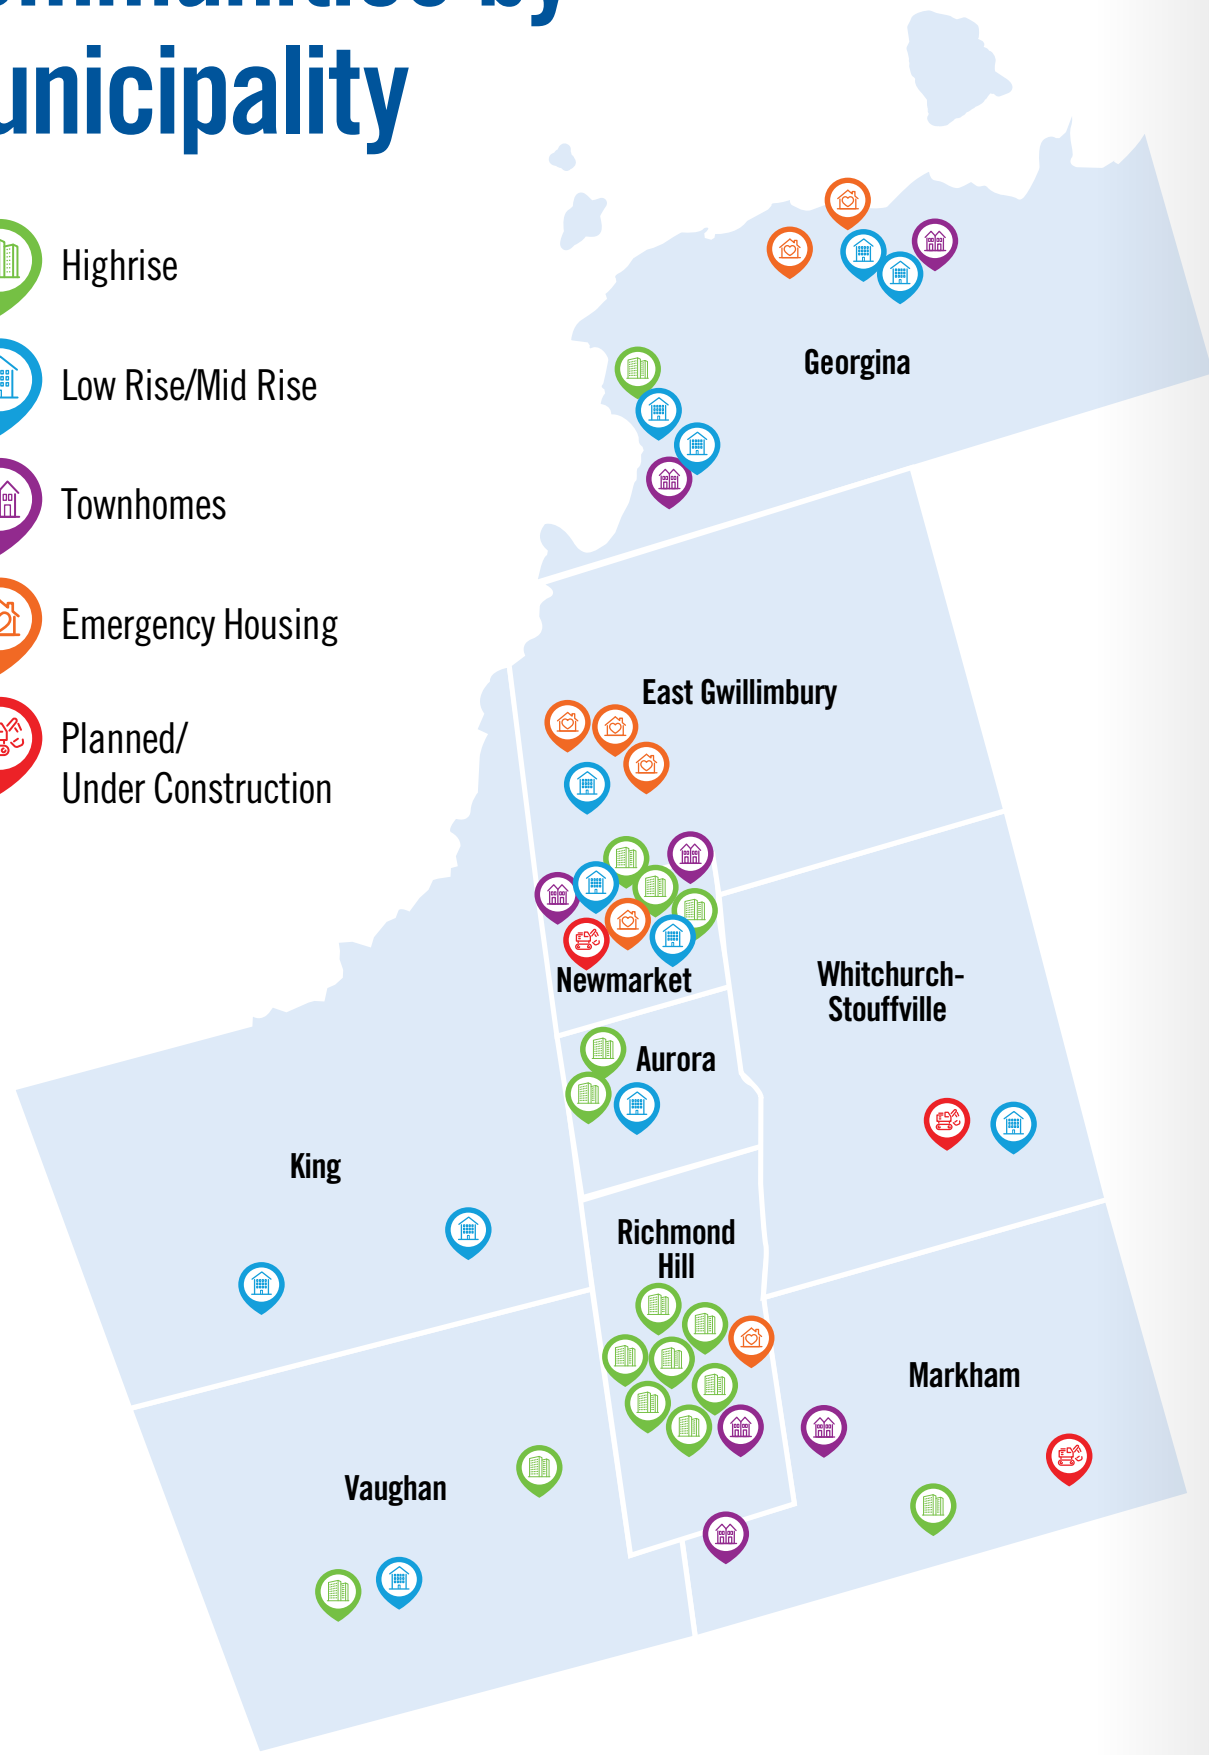 unicipality
Highrise
Low Rise/Mid Rise
Townhomes
Emergency Housing
Planned/
Under Construction
Georgina
East Gwillimbury
Newmarket
Whitchurch-
Stouffville
Aurora
King
Richmond
Hill
Markham
Vaughan